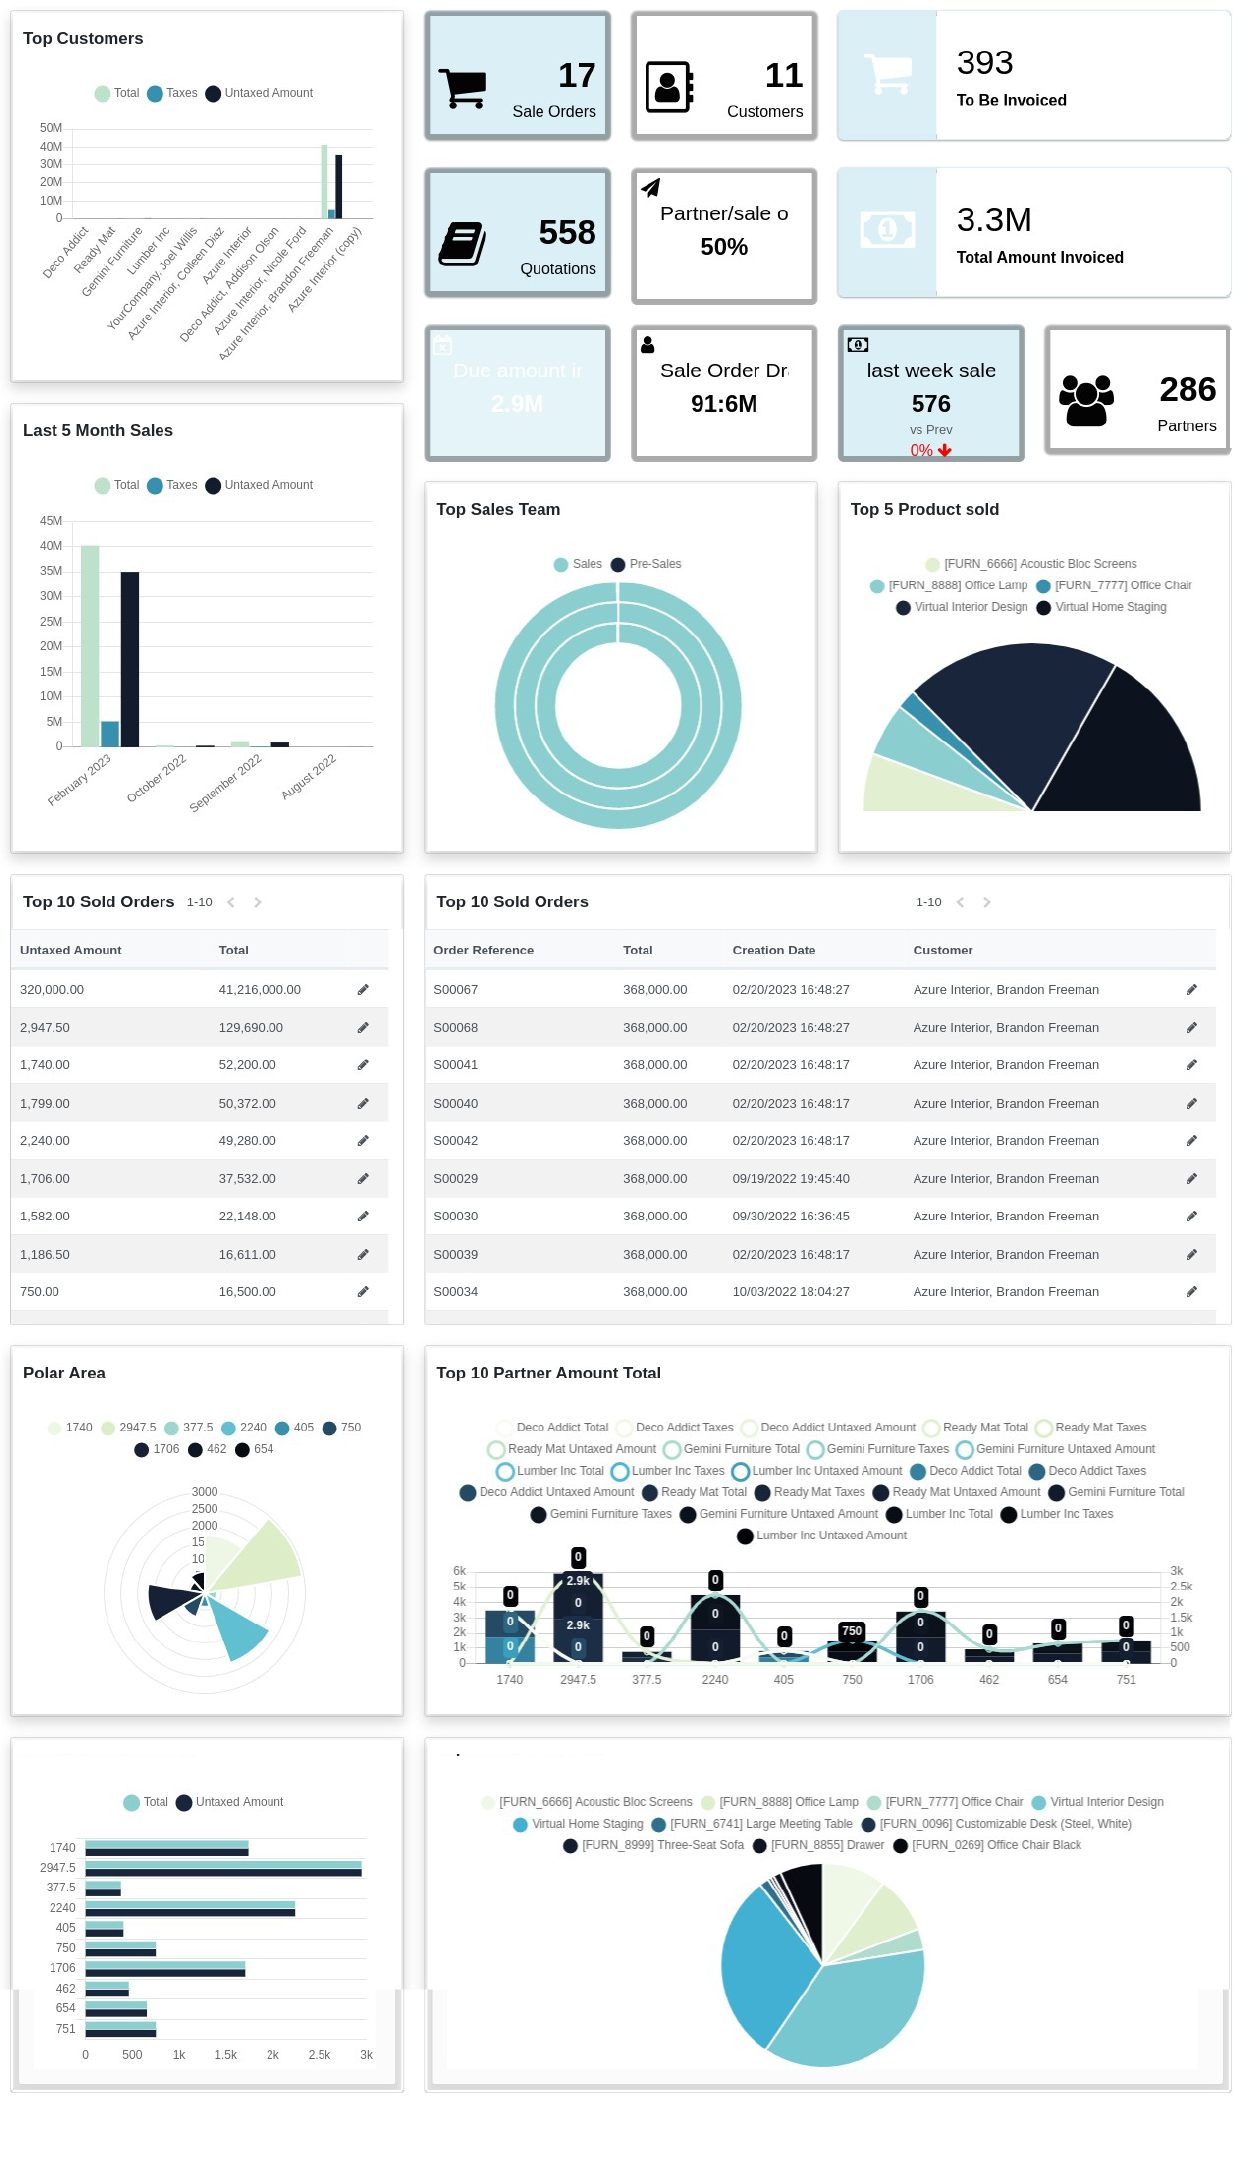 Top Customers
Total Taxes Untaxed Amount
50M
40M
30M
20M
10M
0
Deco Addict
Ready Mat
Gemini Furniture
Lumber Inc
YourCompany, Joel Willis
Azure Interior, Colleen Diaz
Azure Interior
Deco Addict, Addison Olson
Azure Interior, Nicole Ford
Azure Interior, Brandon Freeman
Azure Interior (copy)
17
Sale Orders
11
Customers
393
To Be Invoiced
558
Quotations
Partner/sale o
50%
3.3M
Total Amount Invoiced
Due amount ir
2.9M
Sale Order Dr
91:6M
last week sale
576
vs Prev
0%
286
Partners
Last 5 Month Sales
Total Taxes Untaxed Amount
45M
40M
35M
30M
25M
20M
15M
10M
5M
0
February 2023
October 2022
September 2022
August 2022
Top Sales Team
Sales Pre-Sales
Top 5 Product sold
[FURN_6666] Acoustic Bloc Screens
[FURN_8888] Office Lamp [FURN_7777] Office Chair
Virtual Interior Design Virtual Home Staging
Top 10 Sold Orders 1-10
Untaxed Amount Total
320,000.00 41,216,000.00
2,947.50 129,690.00
1,740.00 52,200.00
1,799.00 50,372.00
2,240.00 49,280.00
1,706.00 37,532.00
1,582.00 22,148.00
1,186.50 16,611.00
750.00 16,500.00
Top 10 Sold Orders 1-10
Order Reference Total Creation Date Customer
S00067 368,000.00 02/20/2023 16:48:27 Azure Interior, Brandon Freeman
S00068 368,000.00 02/20/2023 16:48:27 Azure Interior, Brandon Freeman
S00041 368,000.00 02/20/2023 16:48:17 Azure Interior, Brandon Freeman
S00040 368,000.00 02/20/2023 16:48:17 Azure Interior, Brandon Freeman
S00042 368,000.00 02/20/2023 16:48:17 Azure Interior, Brandon Freeman
S00029 368,000.00 09/19/2022 19:45:40 Azure Interior, Brandon Freeman
S00030 368,000.00 09/30/2022 16:36:45 Azure Interior, Brandon Freeman
S00039 368,000.00 02/20/2023 16:48:17 Azure Interior, Brandon Freeman
S00034 368,000.00 10/03/2022 18:04:27 Azure Interior, Brandon Freeman
Polar Area
1740 2947.5 377.5 2240 405 750
1706 462 654
3000
2500
2000
15
10
Top 10 Partner Amount Total
Deco Addict Total Deco Addict Taxes Deco Addict Untaxed Amount Ready Mat Total Ready Mat Taxes
Ready Mat Untaxed Amount Gemini Furniture Total Gemini Furniture Taxes Gemini Furniture Untaxed Amount
Lumber Inc Total Lumber Inc Taxes Lumber Inc Untaxed Amount Deco Addict Total Deco Addict Taxes
Deco Addict Untaxed Amount Ready Mat Total Ready Mat Taxes Ready Mat Untaxed Amount Gemini Furniture Total
Gemini Furniture Taxes Gemini Furniture Untaxed Amount Lumber Inc Total Lumber Inc Taxes
Lumber Inc Untaxed Amount
6k
5k
4k
3k
2k
1k
0
0 0 0
0 2.9k 0 2.9k 0
0
0 0 0
0
750
0 0 0
0
0
0 0
3k
2.5k
2k
1.5k
1k
500
0
1740 2947.5 377.5 2240 405 750 1706 462 654 751
Total Untaxed Amount
1740
2947.5
377.5
2240
405
750
1706
462
654
751
0 500 1k 1.5k 2k 2.5k 3k
[FURN_6666] Acoustic Bloc Screens [FURN_8888] Office Lamp [FURN_7777] Office Chair Virtual Interior Design
Virtual Home Staging [FURN_6741] Large Meeting Table [FURN_0096] Customizable Desk (Steel, White)
[FURN_8999] Three-Seat Sofa [FURN_8855] Drawer [FURN_0269] Office Chair Black